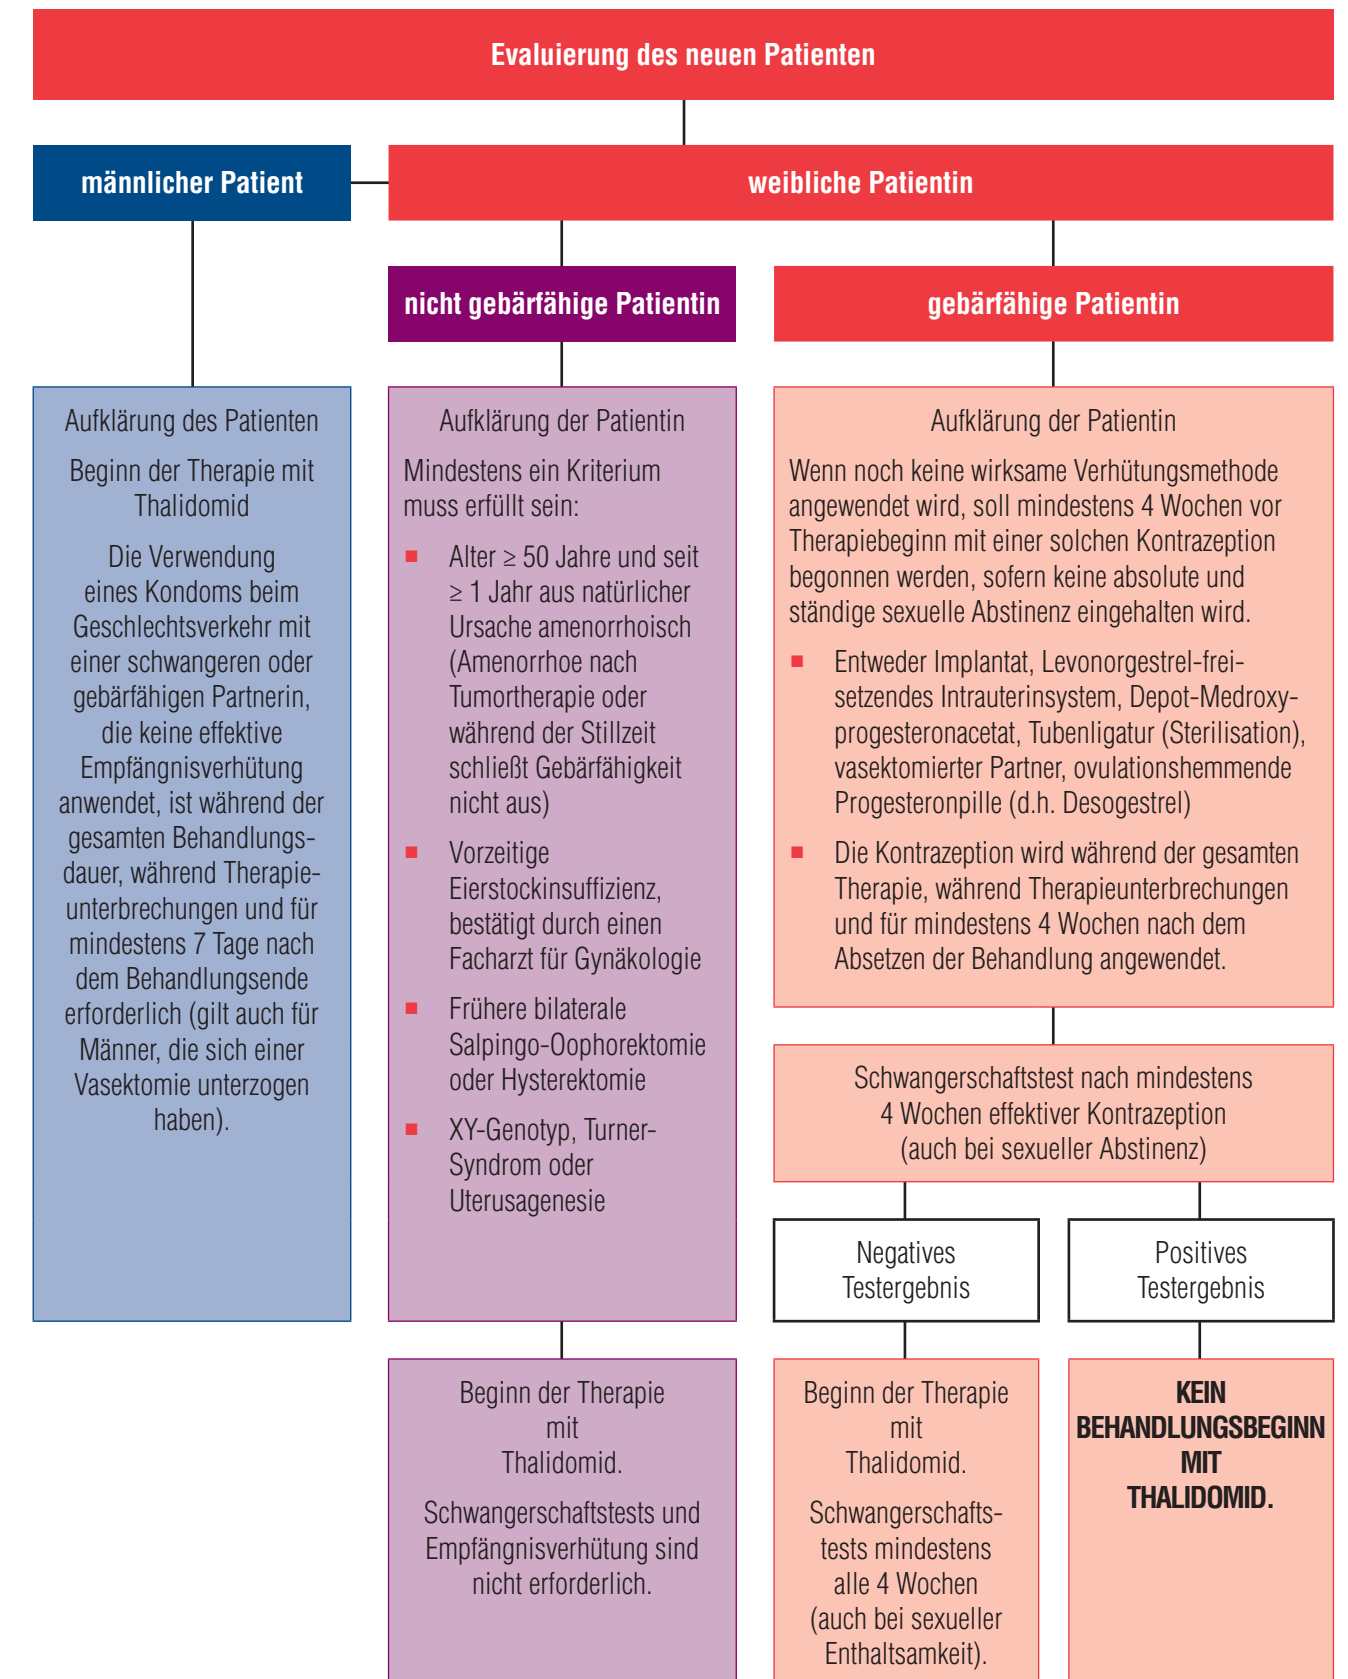 Evaluierung des neuen Patienten
männlicher Patient
weibliche Patientin
nicht gebärfähige Patientin
gebärfähige Patientin
Aufklärung des Patienten
Beginn der Therapie mit
Thalidomid
Die Verwendung
eines Kondoms beim
Geschlechtsverkehr mit
einer schwangeren oder
gebärfähigen Partnerin,
die keine effektive
Empfängnisverhütung
anwendet, ist während der
gesamten Behandlungs-
dauer, während Therapie-
unterbrechungen und für
mindestens 7 Tage nach
dem Behandlungsende
erforderlich (gilt auch für
Männer, die sich einer
Vasektomie unterzogen
haben).
Aufklärung der Patientin
Mindestens ein Kriterium
muss erfüllt sein:
■ Alter ≥ 50 Jahre und seit
≥ 1 Jahr aus natürlicher
Ursache amenorrhoisch
(Amenorrhoe nach
Tumortherapie oder
während der Stillzeit
schließt Gebärfähigkeit
nicht aus)
■ Vorzeitige
Eierstockinsuffizienz,
bestätigt durch einen
Facharzt für Gynäkologie
■ Frühere bilaterale
Salpingo-Oophorektomie
oder Hysterektomie
■ XY-Genotyp, Turner-
Syndrom oder
Uterusagenesie
Beginn der Therapie
mit
Thalidomid.
Schwangerschaftstests und
Empfängnisverhütung sind
nicht erforderlich.
Aufklärung der Patientin
Wenn noch keine wirksame Verhütungsmethode
angewendet wird, soll mindestens 4 Wochen vor
Therapiebeginn mit einer solchen Kontrazeption
begonnen werden, sofern keine absolute und
ständige sexuelle Abstinenz eingehalten wird.
■ Entweder Implantat, Levonorgestrel-frei-
setzendes Intrauterinsystem, Depot-Medroxy-
progesteronacetat, Tubenligatur (Sterilisation),
vasektomierter Partner, ovulationshemmende
Progesteronpille (d.h. Desogestrel)
■ Die Kontrazeption wird während der gesamten
Therapie, während Therapieunterbrechungen
und für mindestens 4 Wochen nach dem
Absetzen der Behandlung angewendet.
Schwangerschaftstest nach mindestens
4 Wochen effektiver Kontrazeption
(auch bei sexueller Abstinenz)
Negatives
Testergebnis
Beginn der Therapie
mit
Thalidomid.
Schwangerschafts-
tests mindestens
alle 4 Wochen
(auch bei sexueller
Enthaltsamkeit).
Positives
Testergebnis
KEIN
BEHANDLUNGSBEGINN
MIT
THALIDOMID.